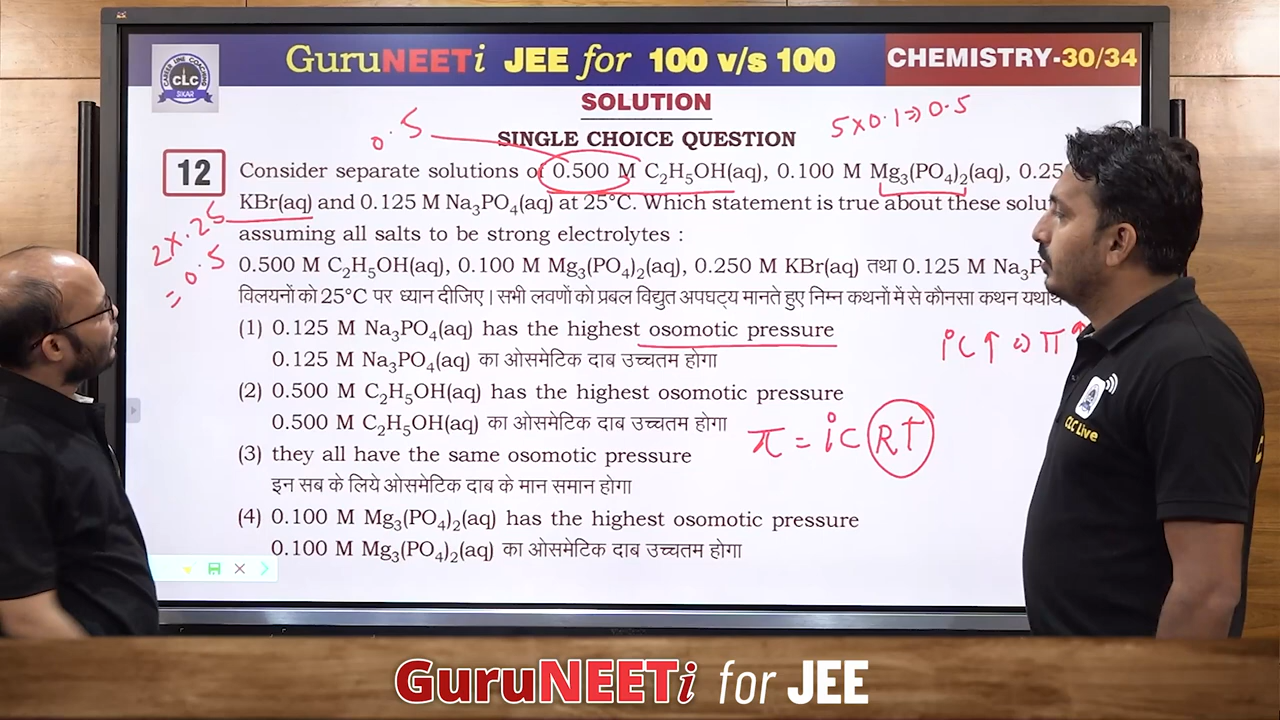 CAREER LINE COACHING
CLC
SIKAR
GuruNEETi JEE for 100 v/s 100
CHEMISTRY-30/34
SOLUTION
SINGLE CHOICE QUESTION
0.5
5×0.1⇒0.5
12
Consider separate solutions of 0.500 M C₂H₅OH(aq), 0.100 M Mg₃(PO₄)₂(aq), 0.25
KBr(aq) and 0.125 M Na₃PO₄(aq) at 25°C. Which statement is true about these solu
assuming all salts to be strong electrolytes :
2×.25
=0.5
0.500 M C₂H₅OH(aq), 0.100 M Mg₃(PO₄)₂(aq), 0.250 M KBr(aq) तथा 0.125 M Na₃P
विलयनों को 25°C पर ध्यान दीजिए। सभी लवणों को प्रबल विद्युत अपघट्य मानते हुए निम्न कथनों में से कौनसा कथन यथार्थ
(1) 0.125 M Na₃PO₄(aq) has the highest osomotic pressure
0.125 M Na₃PO₄(aq) का ओसमेटिक दाब उच्चतम होगा
iC↑ ⇒ π↑
(2) 0.500 M C₂H₅OH(aq) has the highest osomotic pressure
0.500 M C₂H₅OH(aq) का ओसमेटिक दाब उच्चतम होगा
π = iCRT
(3) they all have the same osomotic pressure
इन सब के लिये ओसमेटिक दाब के मान समान होगा
(4) 0.100 M Mg₃(PO₄)₂(aq) has the highest osomotic pressure
0.100 M Mg₃(PO₄)₂(aq) का ओसमेटिक दाब उच्चतम होगा
CLC Live
GuruNEETi for JEE